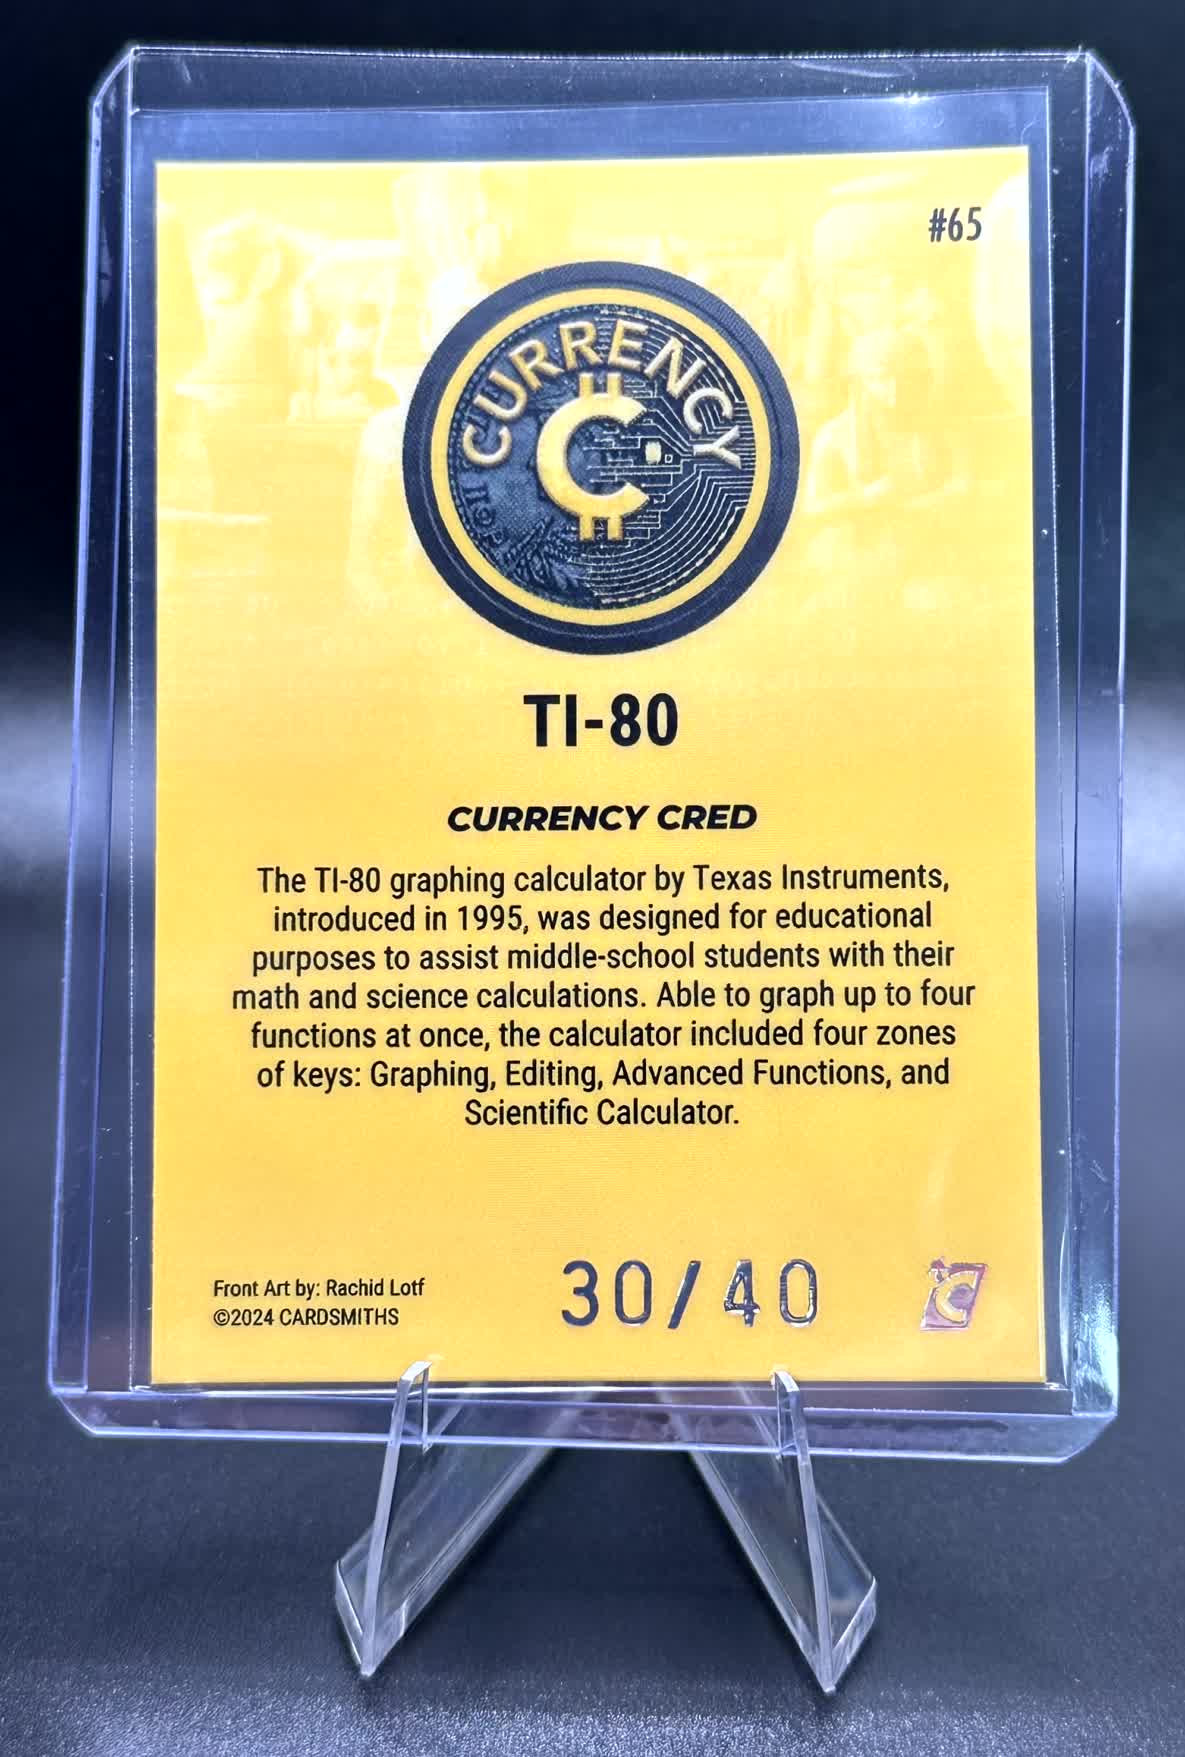 #65
CURRENCY
TI-80
CURRENCY CRED
The TI-80 graphing calculator by Texas Instruments,
introduced in 1995, was designed for educational
purposes to assist middle-school students with their
math and science calculations. Able to graph up to four
functions at once, the calculator included four zones
of keys: Graphing, Editing, Advanced Functions, and
Scientific Calculator.
Front Art by: Rachid Lotf
©2024 CARDSMITHS
30/40